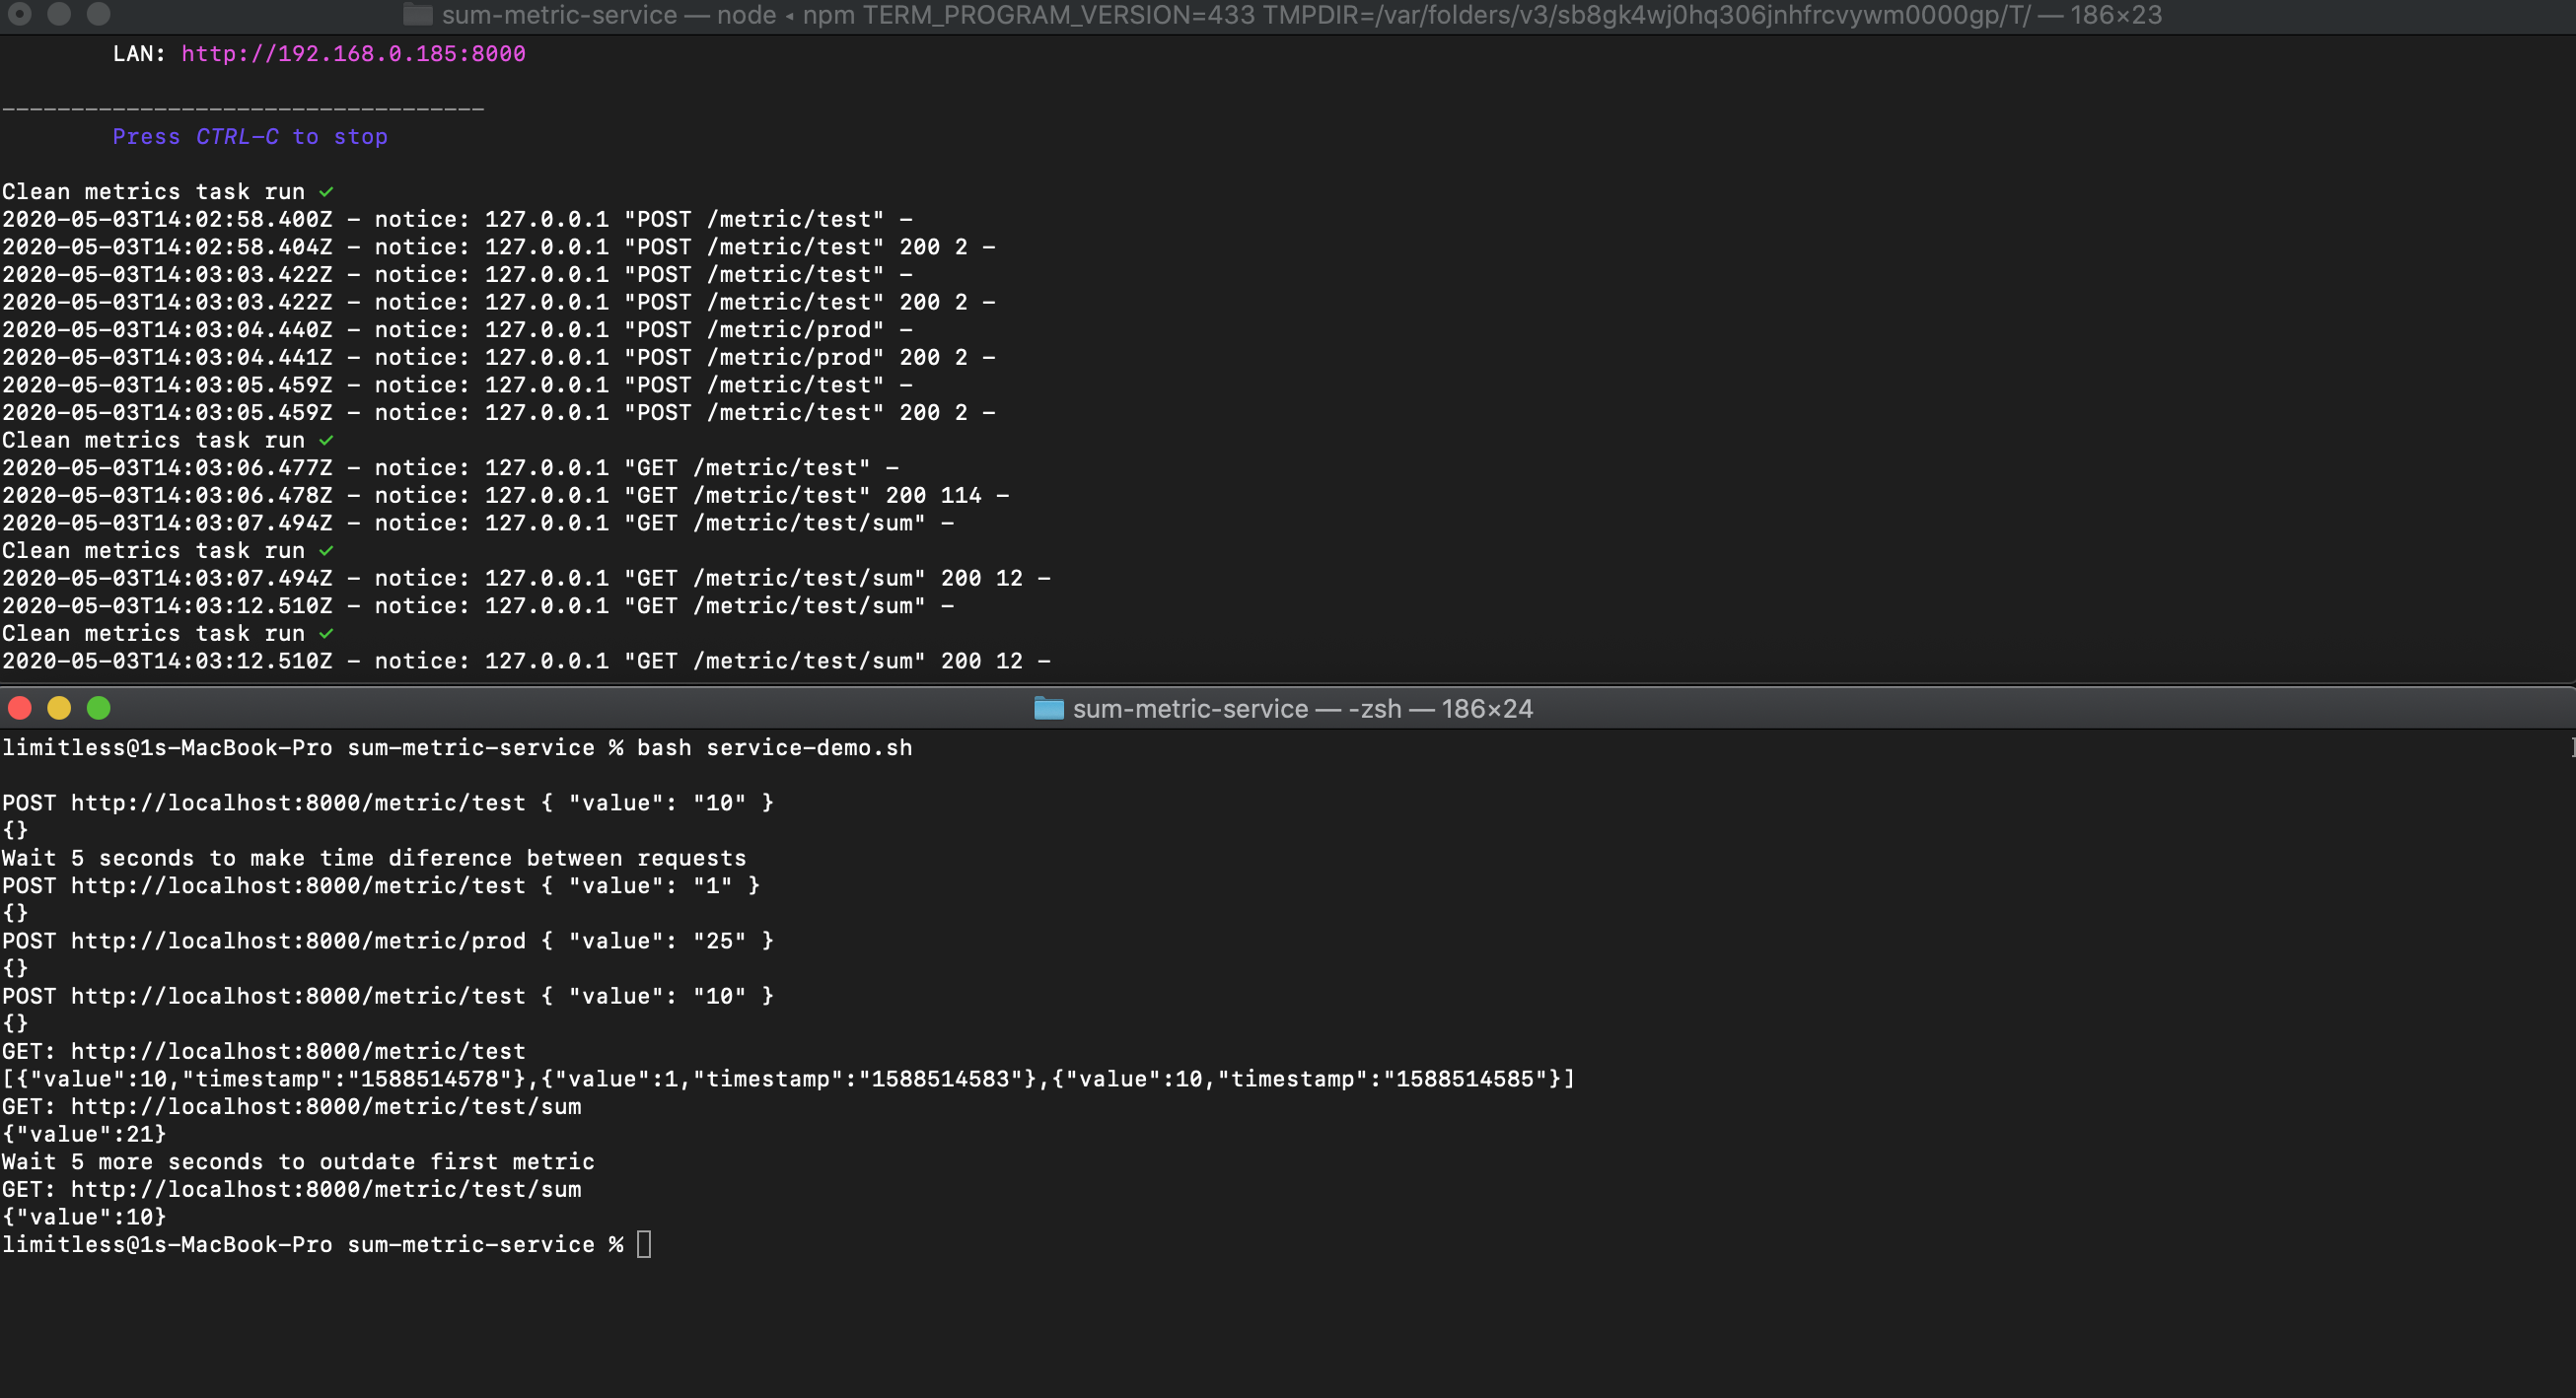 sum-metric-service — node ◂ npm TERM_PROGRAM_VERSION=433 TMPDIR=/var/folders/v3/sb8gk4wj0hq306jnhfrcvywm0000gp/T/ — 186×23
LAN: http://192.168.0.185:8000
-----------------------------------
Press CTRL-C to stop
Clean metrics task run ✓
2020-05-03T14:02:58.400Z - notice: 127.0.0.1 "POST /metric/test" -
2020-05-03T14:02:58.404Z - notice: 127.0.0.1 "POST /metric/test" 200 2 -
2020-05-03T14:03:03.422Z - notice: 127.0.0.1 "POST /metric/test" -
2020-05-03T14:03:03.422Z - notice: 127.0.0.1 "POST /metric/test" 200 2 -
2020-05-03T14:03:04.440Z - notice: 127.0.0.1 "POST /metric/prod" -
2020-05-03T14:03:04.441Z - notice: 127.0.0.1 "POST /metric/prod" 200 2 -
2020-05-03T14:03:05.459Z - notice: 127.0.0.1 "POST /metric/test" -
2020-05-03T14:03:05.459Z - notice: 127.0.0.1 "POST /metric/test" 200 2 -
Clean metrics task run ✓
2020-05-03T14:03:06.477Z - notice: 127.0.0.1 "GET /metric/test" -
2020-05-03T14:03:06.478Z - notice: 127.0.0.1 "GET /metric/test" 200 114 -
2020-05-03T14:03:07.494Z - notice: 127.0.0.1 "GET /metric/test/sum" -
Clean metrics task run ✓
2020-05-03T14:03:07.494Z - notice: 127.0.0.1 "GET /metric/test/sum" 200 12 -
2020-05-03T14:03:12.510Z - notice: 127.0.0.1 "GET /metric/test/sum" -
Clean metrics task run ✓
2020-05-03T14:03:12.510Z - notice: 127.0.0.1 "GET /metric/test/sum" 200 12 -
sum-metric-service — -zsh — 186×24
limitless@1s-MacBook-Pro sum-metric-service % bash service-demo.sh
POST http://localhost:8000/metric/test { "value": "10" }
{}
Wait 5 seconds to make time diference between requests
POST http://localhost:8000/metric/test { "value": "1" }
{}
POST http://localhost:8000/metric/prod { "value": "25" }
{}
POST http://localhost:8000/metric/test { "value": "10" }
{}
GET: http://localhost:8000/metric/test
[{"value":10,"timestamp":"1588514578"},{"value":1,"timestamp":"1588514583"},{"value":10,"timestamp":"1588514585"}]
GET: http://localhost:8000/metric/test/sum
{"value":21}
Wait 5 more seconds to outdate first metric
GET: http://localhost:8000/metric/test/sum
{"value":10}
limitless@1s-MacBook-Pro sum-metric-service %